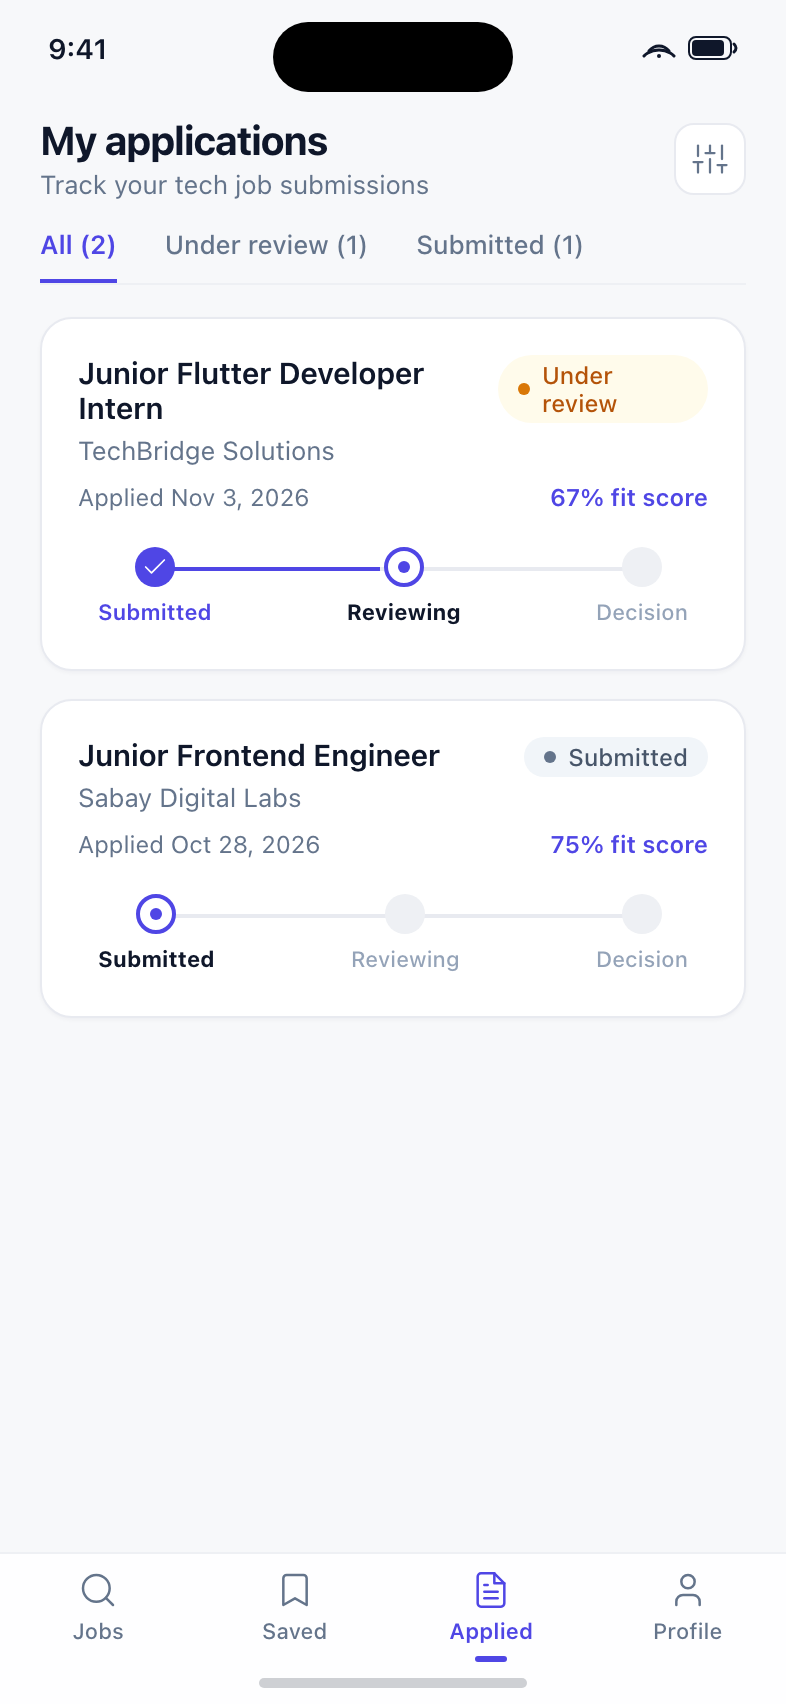 9:41
My applications
Track your tech job submissions
All (2)
Under review (1)
Submitted (1)
Junior Flutter Developer
Intern
Under
review
TechBridge Solutions
Applied Nov 3, 2026
67% fit score
Submitted
Reviewing
Decision
Junior Frontend Engineer
Submitted
Sabay Digital Labs
Applied Oct 28, 2026
75% fit score
Submitted
Reviewing
Decision
Jobs
Saved
Applied
Profile